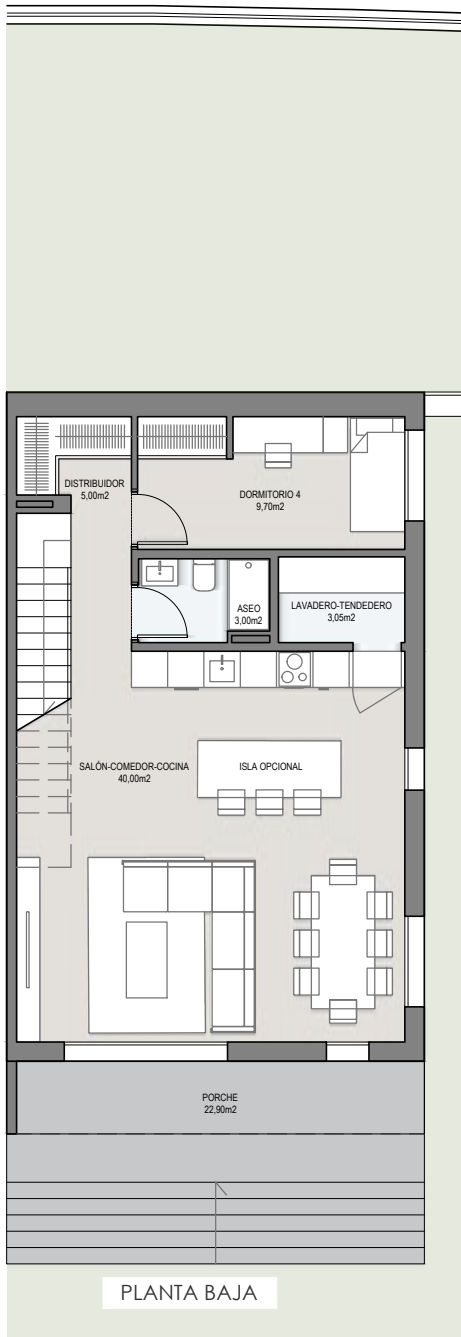 DISTRIBUIDOR
5,00m2
DORMITORIO 4
9,70m2
ASEO
3,00m2
LAVADERO-TENDEDERO
3,05m2
SALÓN-COMEDOR-COCINA
40,00m2
ISLA OPCIONAL
PORCHE
22,90m2
PLANTA BAJA